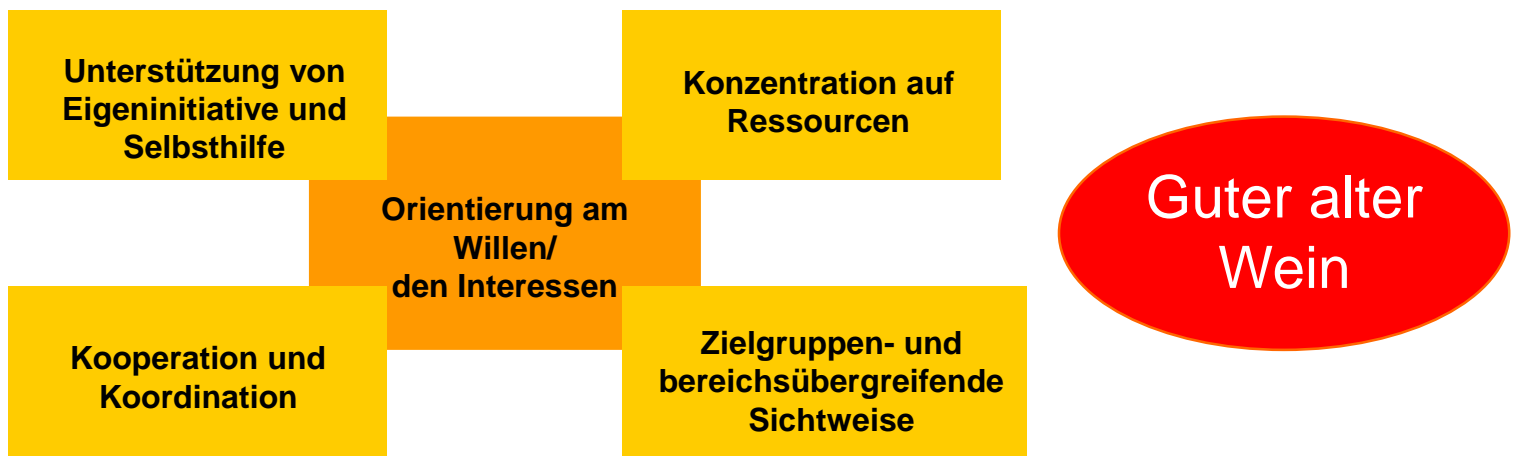 Unterstützung von
Eigeninitiative und
Selbsthilfe
Konzentration auf
Ressourcen
Orientierung am
Willen/
den Interessen
Kooperation und
Koordination
Zielgruppen- und
bereichsübergreifende
Sichtweise
Guter alter
Wein